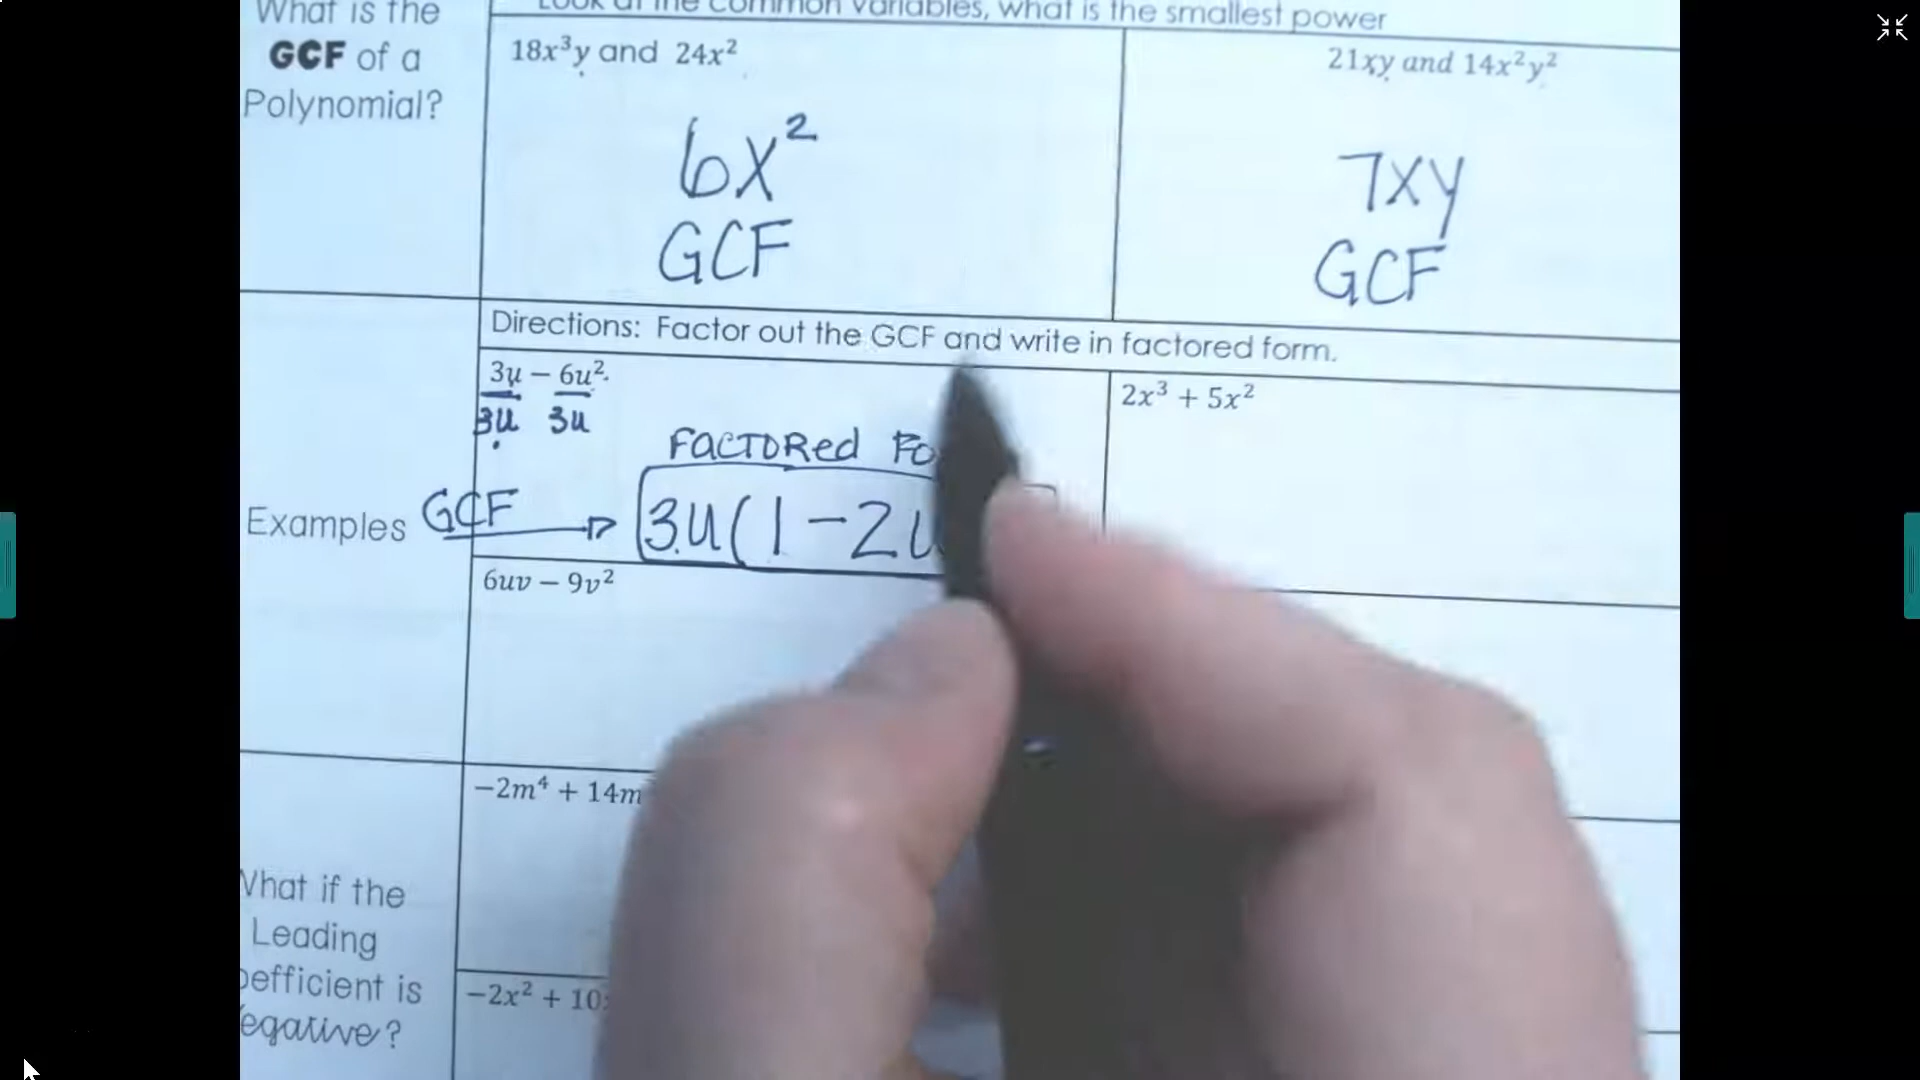 What is the
GCF of a
Polynomial?
Look at the common variables, what is the smallest power
18x³y and 24x²
6x²
GCF
21xy and 14x²y²
7xy
GCF
Directions: Factor out the GCF and write in factored form.
Examples
3u − 6u²
3u 3u
GCF
FACTORED
3u(1 − 2u
2x³ + 5x²
6uv − 9v²
What if the
Leading
oefficient is
egative?
−2m⁴ + 14m
−2x² + 10